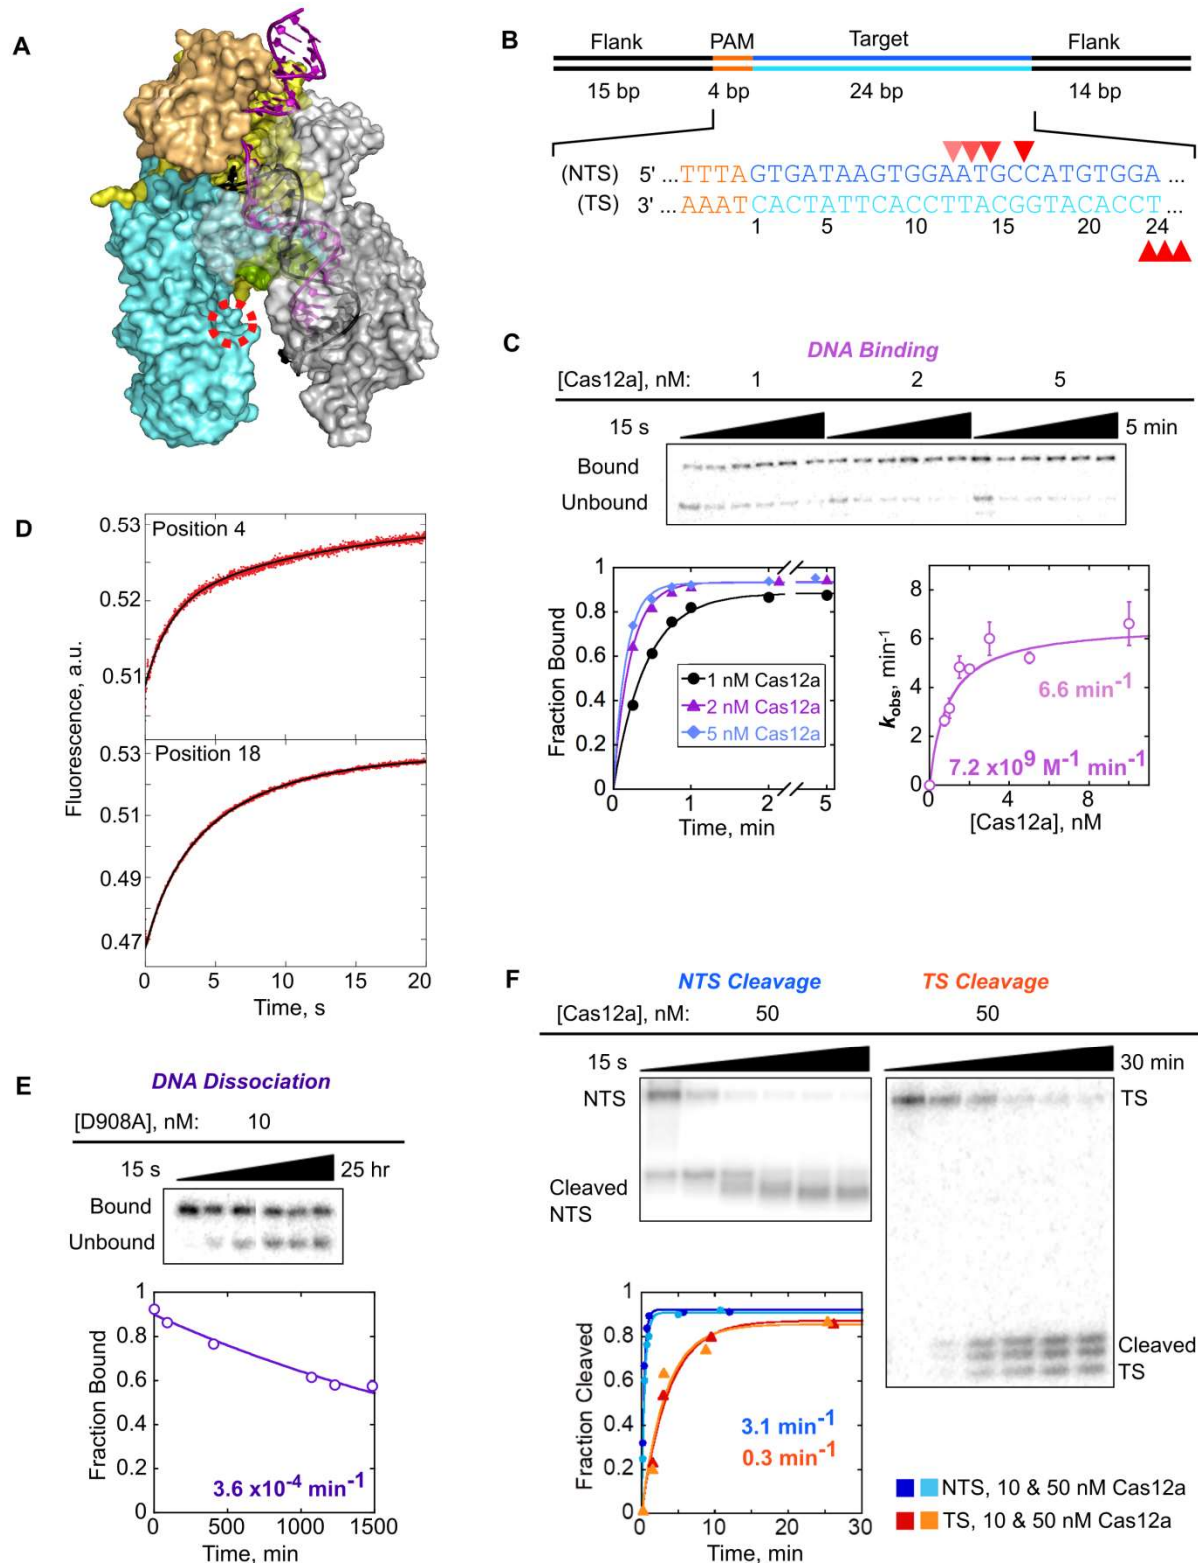 A
B
Flank PAM Target Flank
15 bp 4 bp 24 bp 14 bp
(NTS) 5' ...TTTAGTGATAAGTGGAATGCCATGTGGA ...
(TS) 3' ...AAATCACTATTCACCTTACGGTACACCT ...
1 5 10 15 20 24
C
DNA Binding
[Cas12a], nM: 1 2 5
15 s 5 min
Bound
Unbound
Fraction Bound
1
0.8
0.6
0.4
0.2
0
1 nM Cas12a
2 nM Cas12a
5 nM Cas12a
0 1 2 5
Time, min
kobs, min-1
8
6
4
2
0
6.6 min-1
7.2 x10^9 M-1 min-1
0 4 8
[Cas12a], nM
D
Position 4
0.53
0.52
0.51
Position 18
0.53
0.51
0.49
0.47
Fluorescence, a.u.
0 5 10 15 20
Time, s
E
DNA Dissociation
[D908A], nM: 10
15 s 25 hr
Bound
Unbound
Fraction Bound
1
0.8
0.6
0.4
0.2
0
3.6 x10-4 min-1
0 500 1000 1500
Time, min
F
NTS Cleavage TS Cleavage
[Cas12a], nM: 50 50
15 s 30 min
NTS TS
Cleaved
NTS
Cleaved
TS
Fraction Cleaved
1
0.8
0.6
0.4
0.2
0
3.1 min-1
0.3 min-1
0 10 20 30
Time, min
NTS, 10 & 50 nM Cas12a
TS, 10 & 50 nM Cas12a